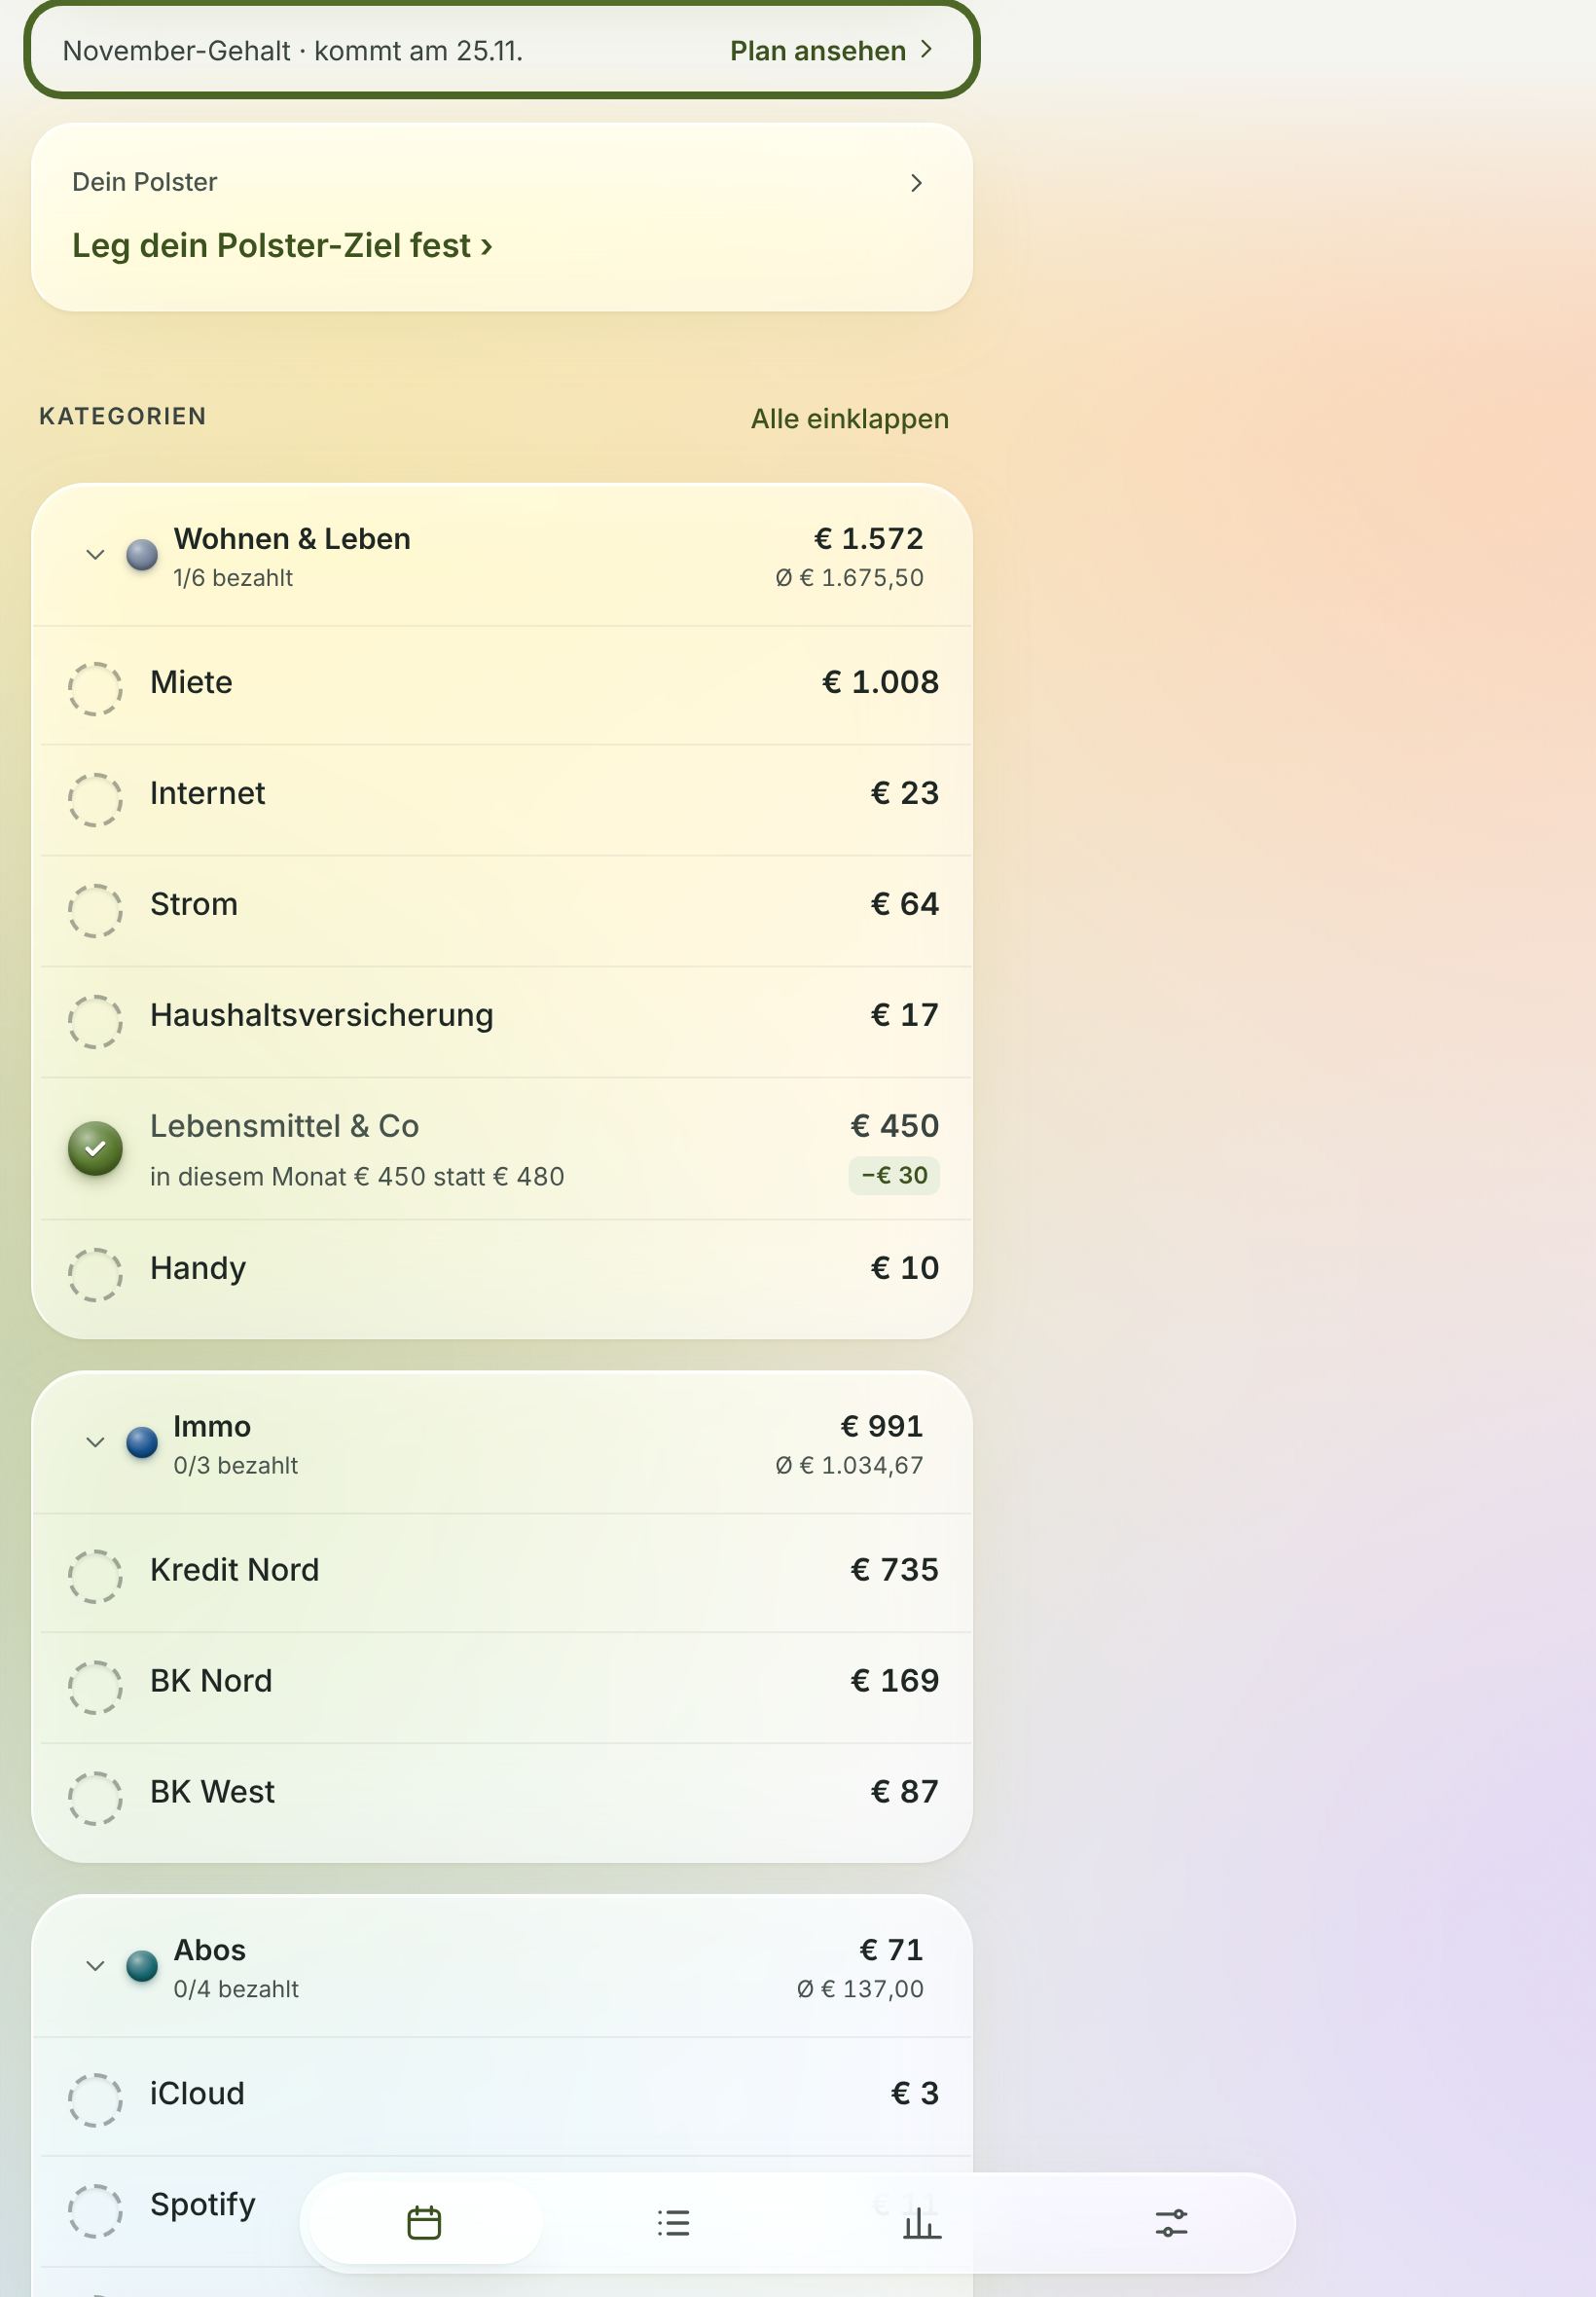 November-Gehalt · kommt am 25.11.
Plan ansehen
Dein Polster
Leg dein Polster-Ziel fest ›
KATEGORIEN
Alle einklappen
Wohnen & Leben
€ 1.572
1/6 bezahlt
Ø € 1.675,50
Miete
€ 1.008
Internet
€ 23
Strom
€ 64
Haushaltsversicherung
€ 17
Lebensmittel & Co
€ 450
in diesem Monat € 450 statt € 480
−€ 30
Handy
€ 10
Immo
€ 991
0/3 bezahlt
Ø € 1.034,67
Kredit Nord
€ 735
BK Nord
€ 169
BK West
€ 87
Abos
€ 71
0/4 bezahlt
Ø € 137,00
iCloud
€ 3
Spotify